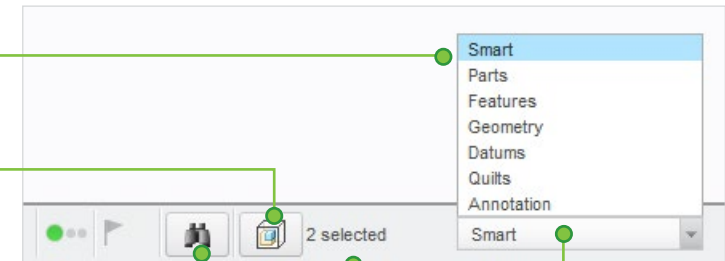 Smart
Parts
Features
Geometry
Datums
Quilts
Annotation
2 selected
Smart